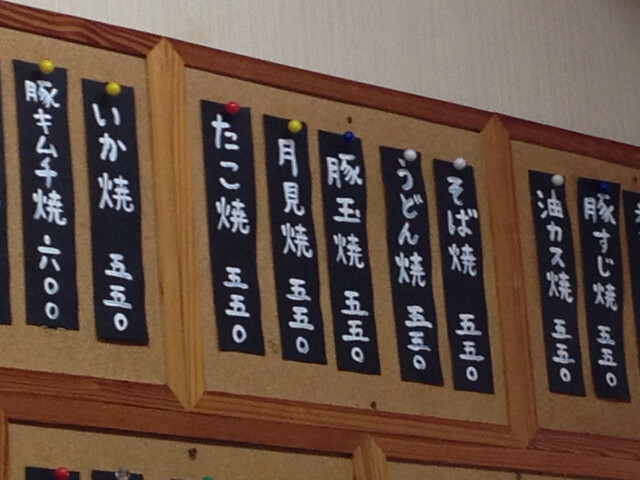 豚すじ焼 五五〇
油カス焼 五五〇
そば焼 五五〇
うどん焼 五五〇
豚玉焼 五五〇
月見焼 五五〇
たこ焼 五五〇
いか焼 五五〇
豚キムチ焼 六〇〇